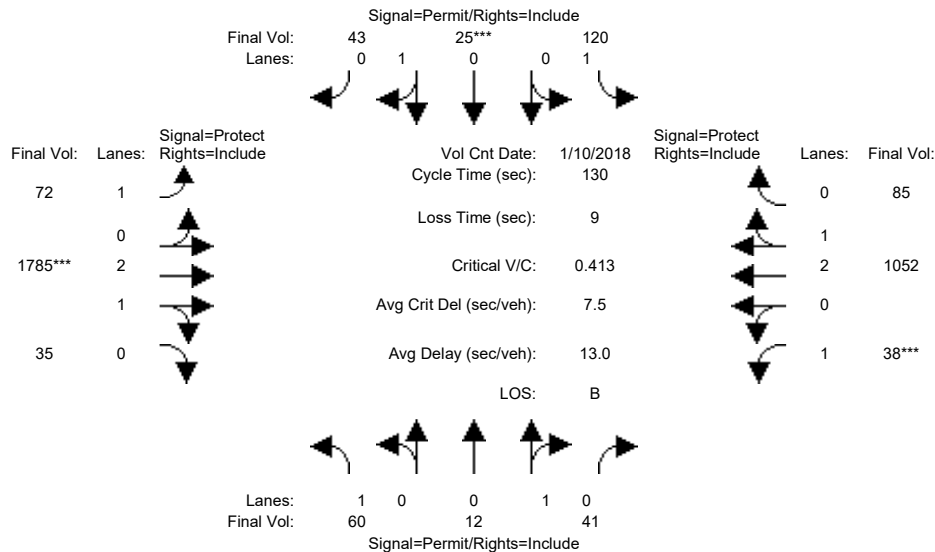 Signal=Permit/Rights=Include
Final Vol: 43 25*** 120
Lanes: 0 1 0 0 1
Signal=Protect
Final Vol: Lanes: Rights=Include
Vol Cnt Date: 1/10/2018
Signal=Protect
Rights=Include Lanes: Final Vol:
Cycle Time (sec): 130
72 1
0 85
Loss Time (sec): 9
0
1
1785*** 2
Critical V/C: 0.413
2 1052
1
Avg Crit Del (sec/veh): 7.5
0
35 0
Avg Delay (sec/veh): 13.0
1 38***
LOS: B
Lanes: 1 0 0 1 0
Final Vol: 60 12 41
Signal=Permit/Rights=Include